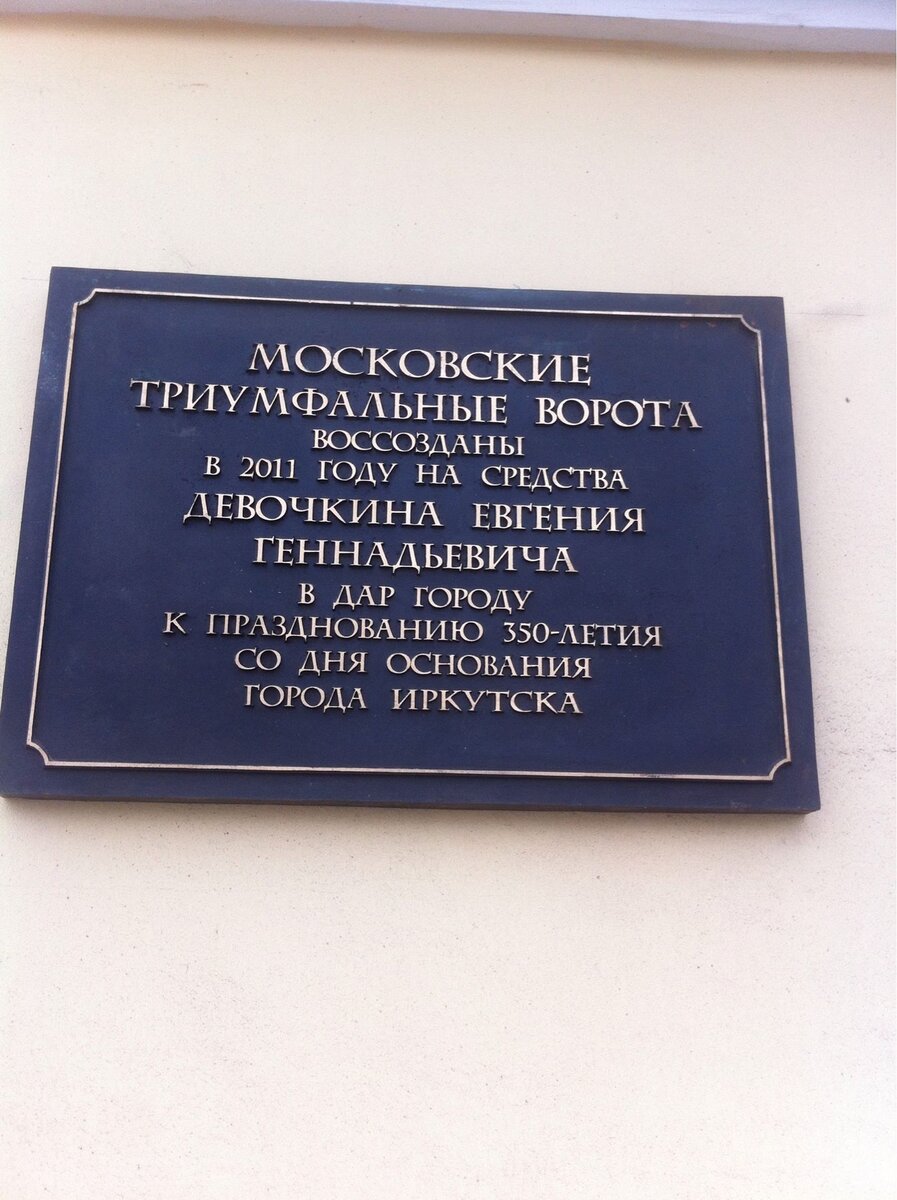 МОСКОВСКИЕ
ТРИУМФАЛЬНЫЕ ВОРОТА
ВОССОЗДАНЫ
В 2011 ГОДУ НА СРЕДСТВА
ДЕВОЧКИНА ЕВГЕНИЯ
ГЕННАДЬЕВИЧА
В ДАР ГОРОДУ
К ПРАЗДНОВАНИЮ 350-ЛЕТИЯ
СО ДНЯ ОСНОВАНИЯ
ГОРОДА ИРКУТСКА